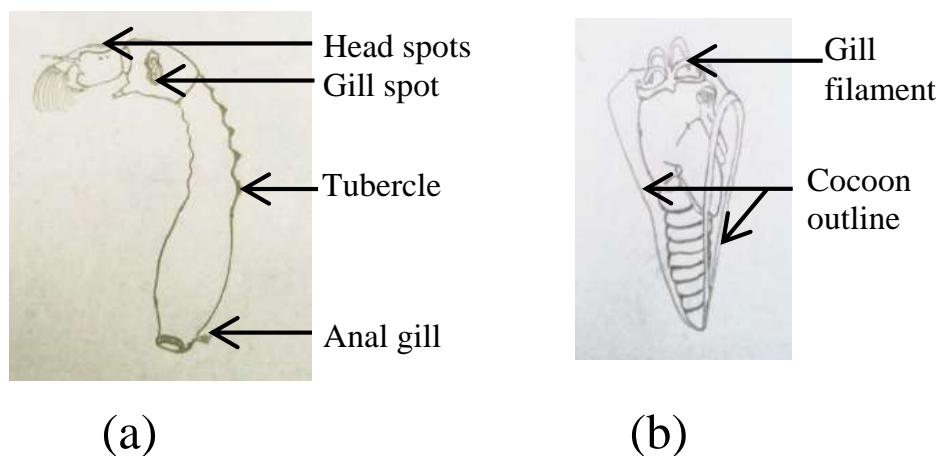 Head spots
Gill spot
Tubercle
Anal gill
(a)
Gill
filament
Cocoon
outline
(b)